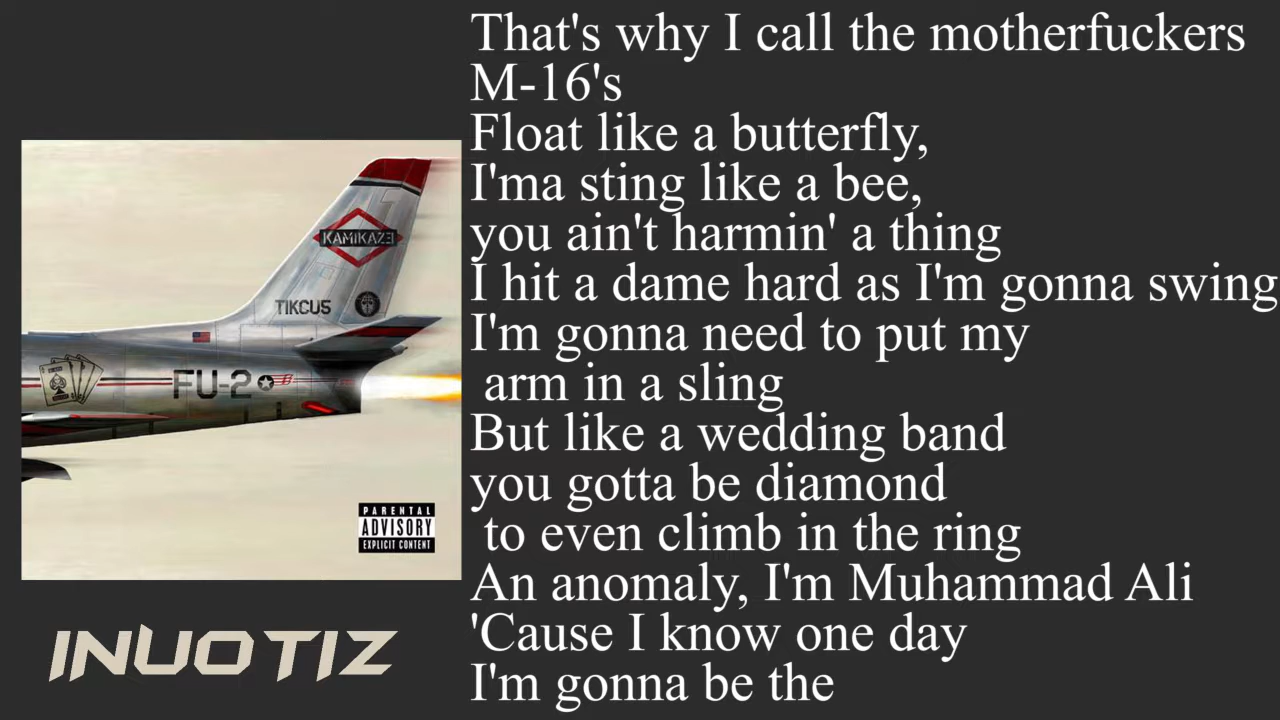 That's why I call the motherfuckers
M-16's
Float like a butterfly,
I'ma sting like a bee,
you ain't harmin' a thing
I hit a dame hard as I'm gonna swing
I'm gonna need to put my
arm in a sling
But like a wedding band
you gotta be diamond
to even climb in the ring
An anomaly, I'm Muhammad Ali
'Cause I know one day
I'm gonna be the
KAMIKAZE
TIKCUS
FU-2
PARENTAL
ADVISORY
EXPLICIT CONTENT
INUOTIZ